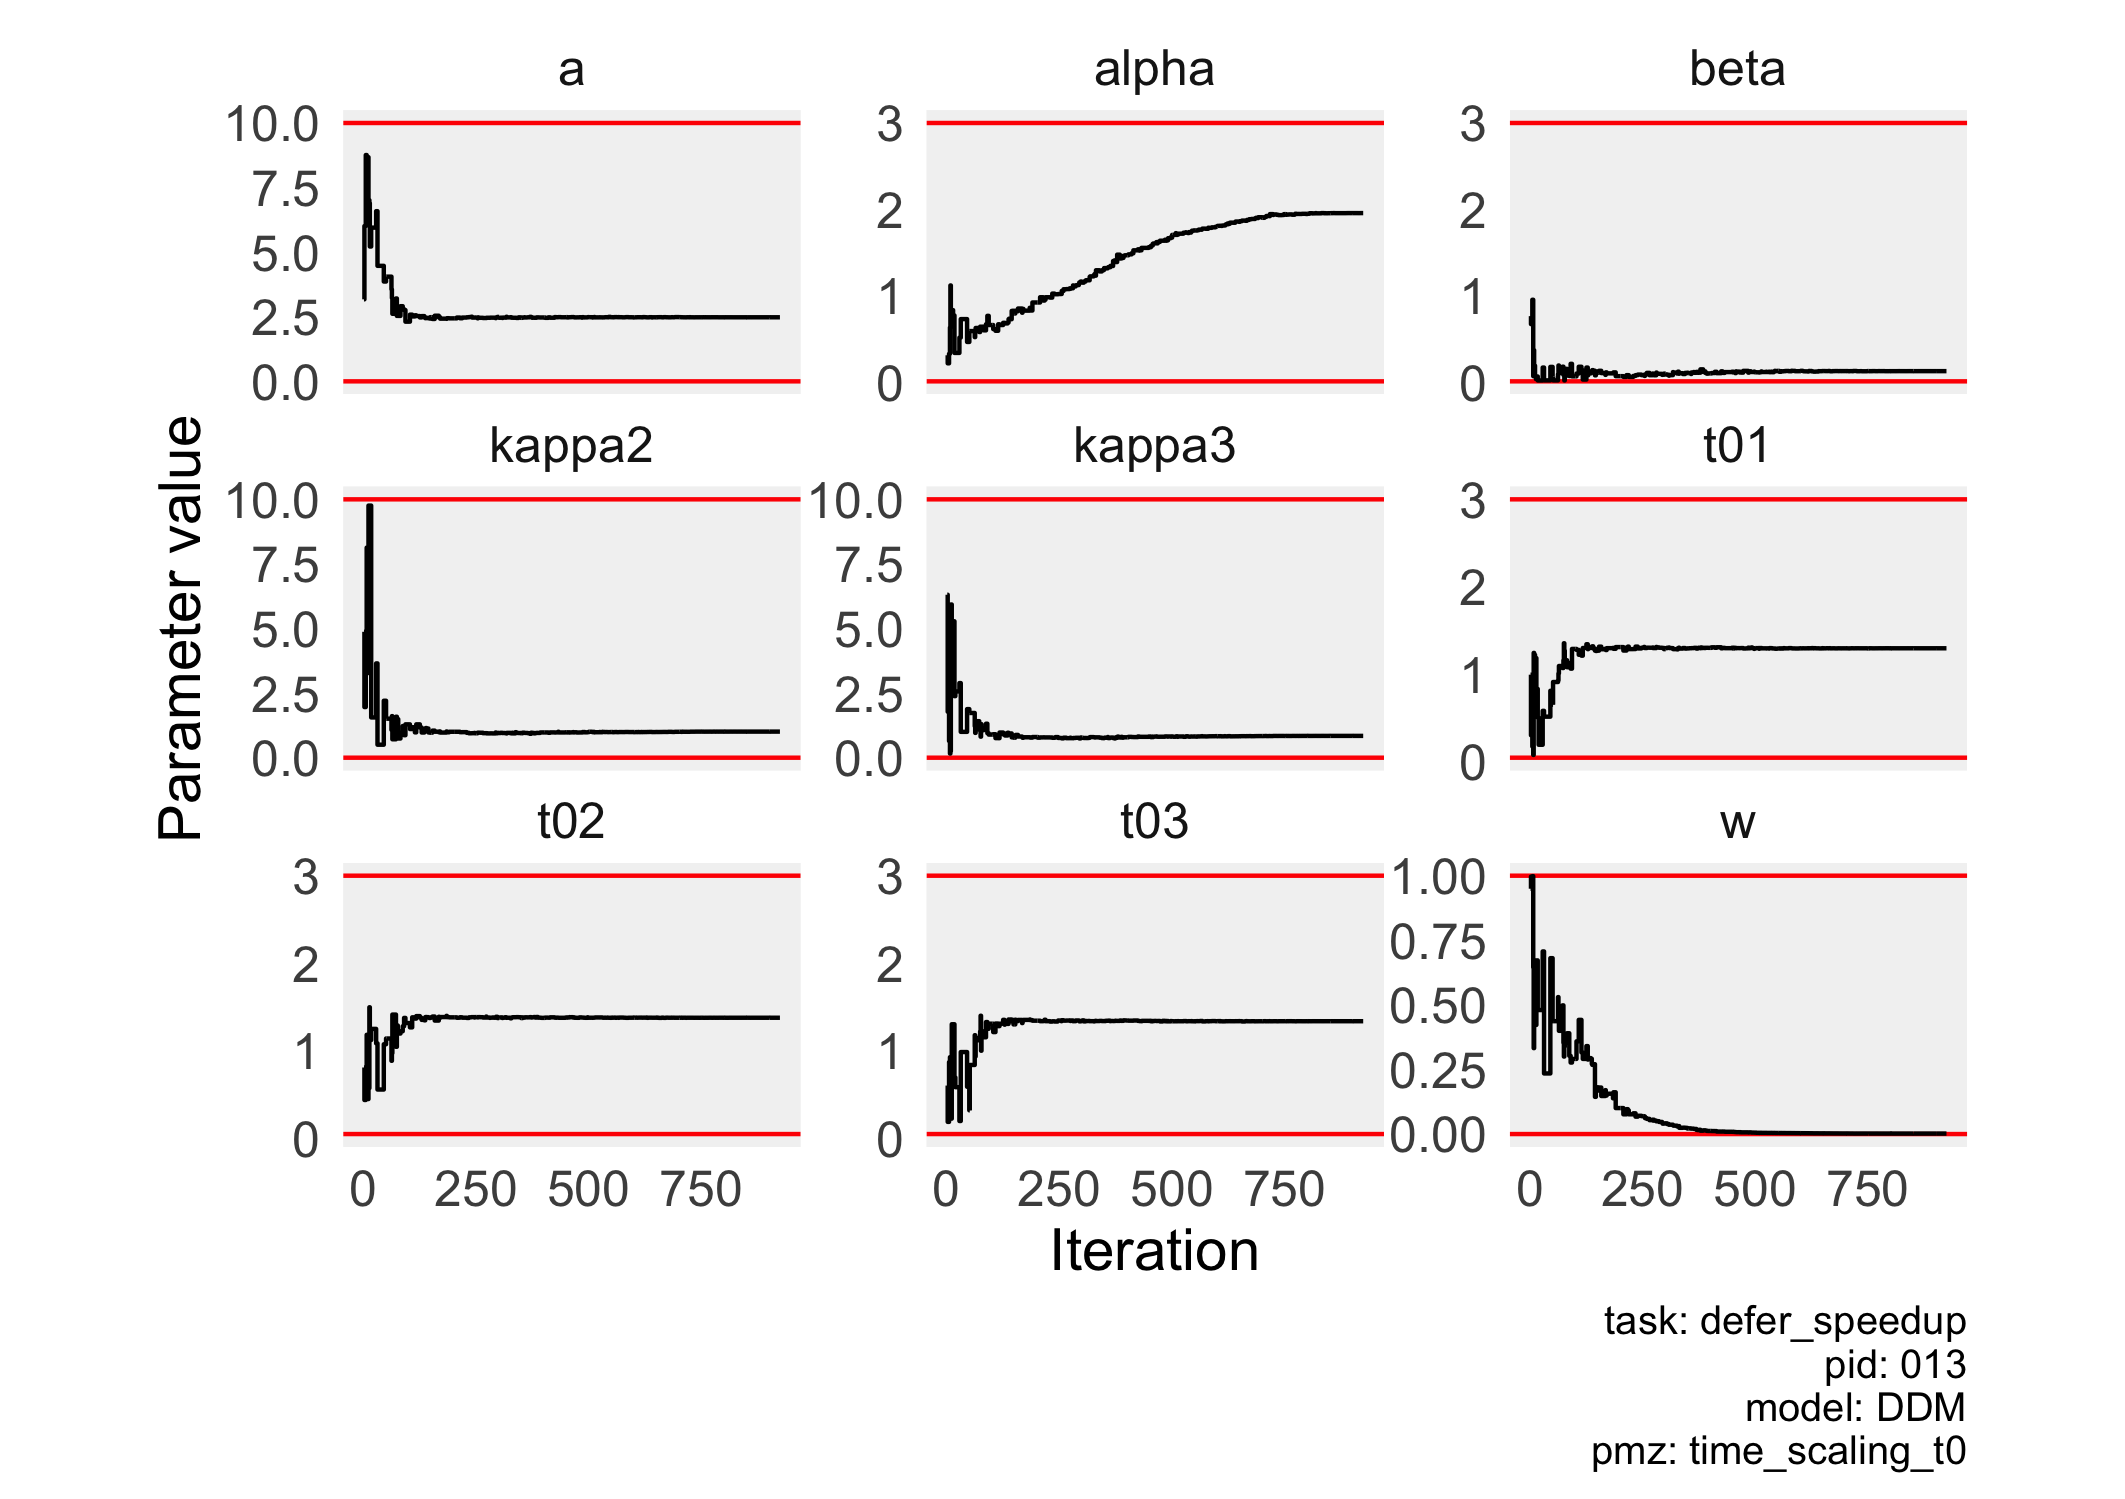 a
alpha
beta
10.0
7.5
5.0
2.5
0.0
3
2
1
0
3
2
1
0
kappa2
kappa3
t01
10.0
7.5
5.0
2.5
0.0
10.0
7.5
5.0
2.5
0.0
3
2
1
0
t02
t03
w
3
2
1
0
3
2
1
0
1.00
0.75
0.50
0.25
0.00
0 250 500 750
0 250 500 750
0 250 500 750
Parameter value
Iteration
task: defer_speedup
pid: 013
model: DDM
pmz: time_scaling_t0